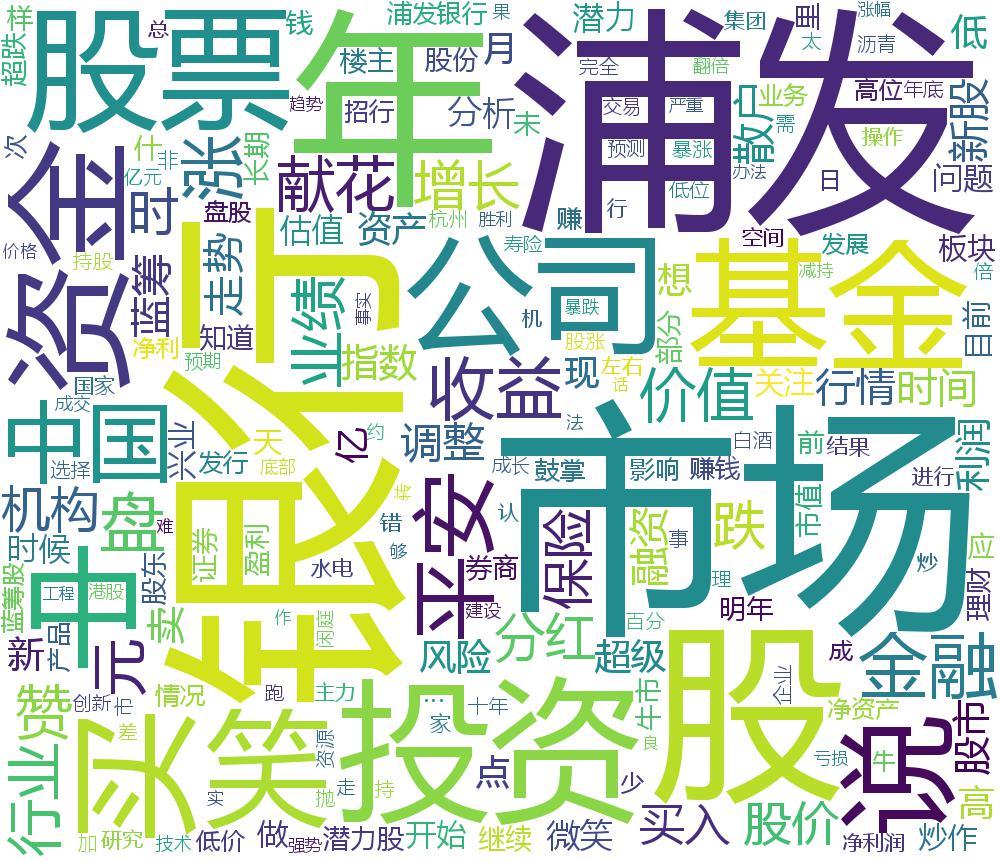 超跌
样
总
钱
浦发银行
果
潜力
集团
里
涨幅
太
沥青
低
股票
年
浦发
趋势
楼主
股份
月
完全
翻倍
招行
分析
未
交易
严重
业务
高位
年底
新股
次
什
非
亿元
涨
长期
献花
增长
预测
暴涨
散户
需
操作
办法
日
问题
资金
时
盘股
估值
资产
杭州
胜利
赚
行
低位
价格
持股
蓝筹
走势
银行
业绩
事实
公司
寿险
机
暴跌
股涨
空间
减持
发展
板块
倍
想
基金
目前
净利
知道
预期
指数
左右
话
部分
国家
成交
收益
现
价值
关注
行情
时间
中国
兴业
天
亿
约
调整
成长
鼓掌
法
影响
白酒
赚钱
前
结果
进行
利润
选择
发行
底部
转
机构
盘
难
时候
证券
盈利
错
够
平安
认
市场
保险
融资
事
跌
市值
炒
应
理财
蓝筹股
中
工程
港股
股东
水电
券商
建设
理
百分
明年
新
产品
元
卖
作
闲庭
风险
分红
超级
股
成
金融
赞
创新
巾
情况
跑
主力
…
家
十年
牛市
企业
净资产
说
股市
行业
买
差
笑
资源
投资
点
少
良
亏损
牛
高
加
研究
实
技术
低价
做
强势
抛
走
潜力股
持
开始
继续
微笑
买入
股价
净利润
炒作